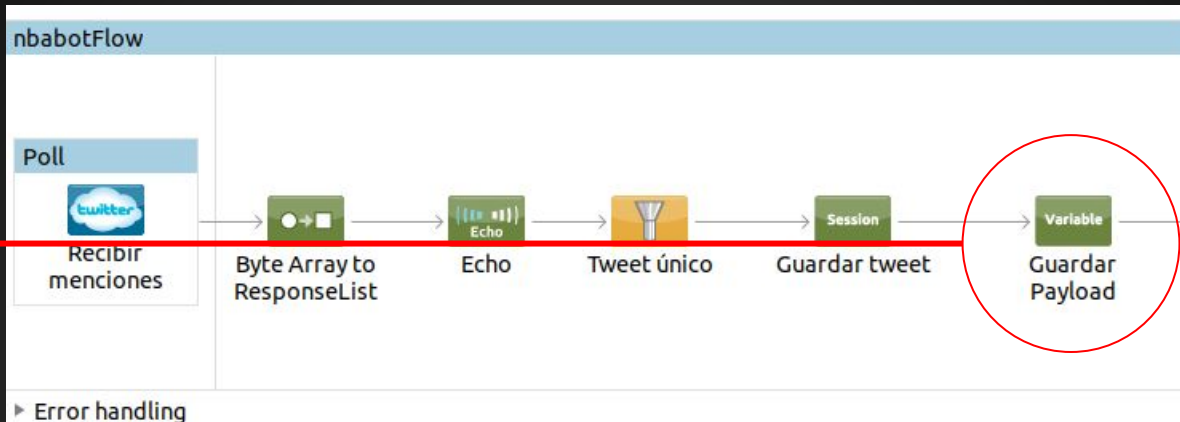 nbabotFlow
Poll
twitter
Recibir
menciones
Byte Array to
ResponseList
Echo
Echo
Tweet único
Session
Guardar tweet
Variable
Guardar
Payload
Error handling